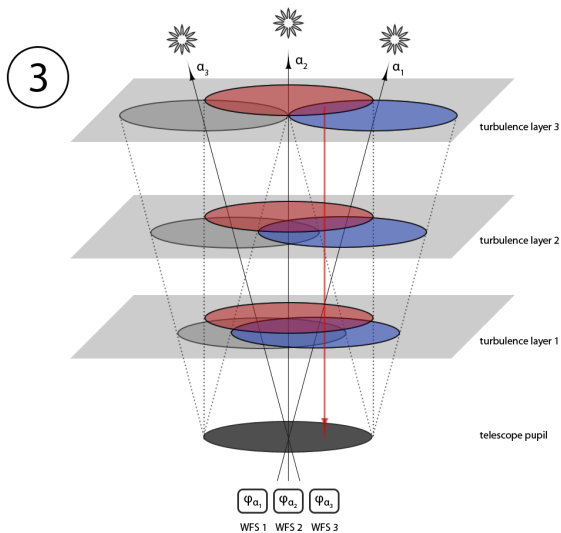 3
α₃
α₂
α₁
turbulence layer 3
turbulence layer 2
turbulence layer 1
telescope pupil
φα₁ φα₂ φα₃
WFS 1 WFS 2 WFS 3